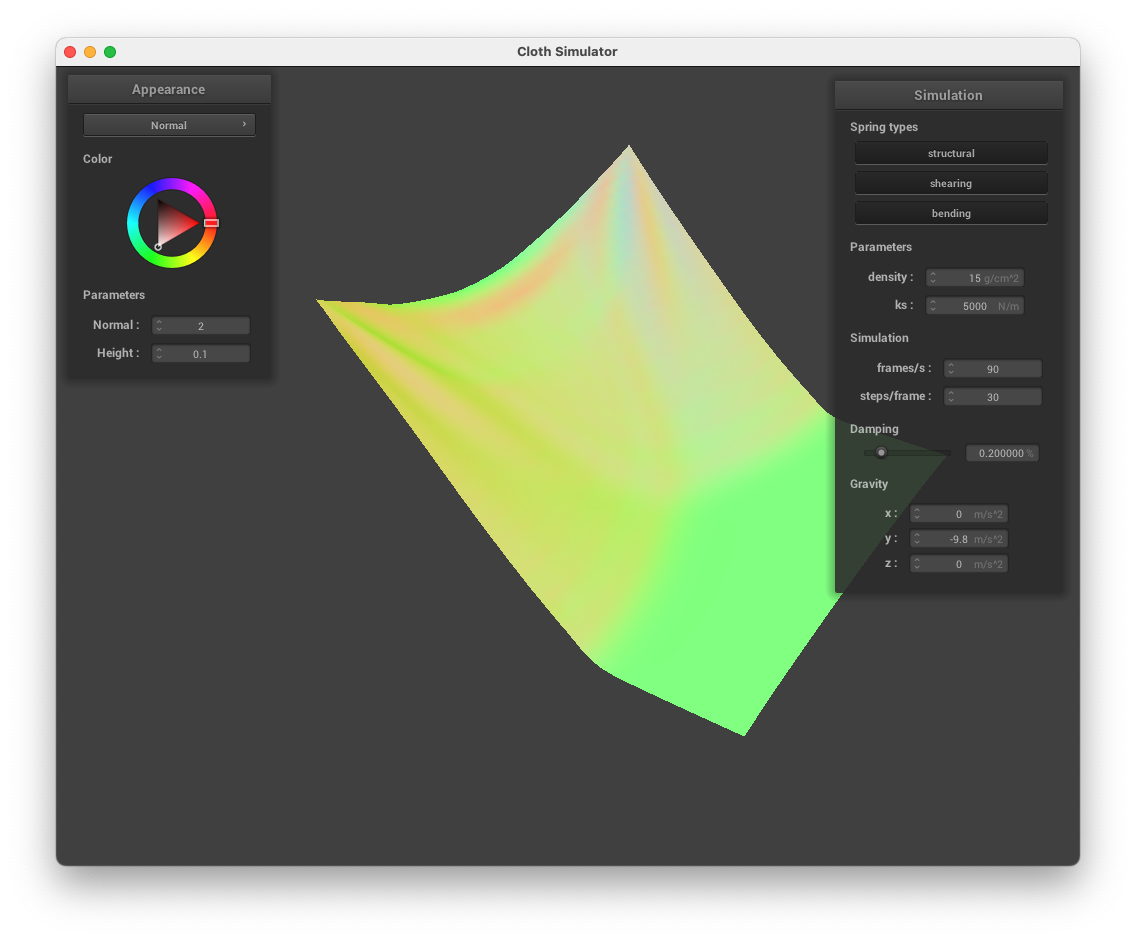 Cloth Simulator
Appearance
Normal ›
Color
Parameters
Normal : 2
Height : 0.1
Simulation
Spring types
structural
shearing
bending
Parameters
density : 15 g/cm^2
ks : 5000 N/m
Simulation
frames/s : 90
steps/frame : 30
Damping
0.200000 %
Gravity
x : 0 m/s^2
y : -9.8 m/s^2
z : 0 m/s^2